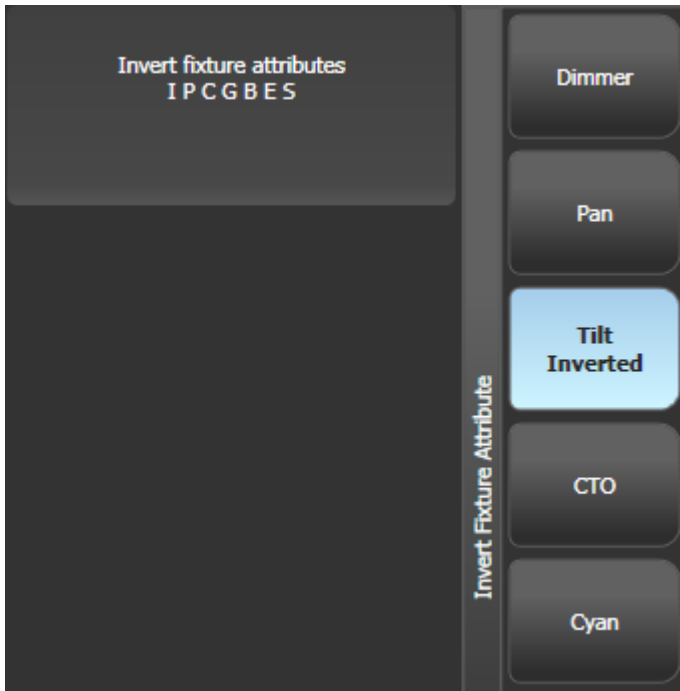 Invert fixture attributes
I P C G B E S
Invert Fixture Attribute
Dimmer
Pan
Tilt
Inverted
CTO
Cyan